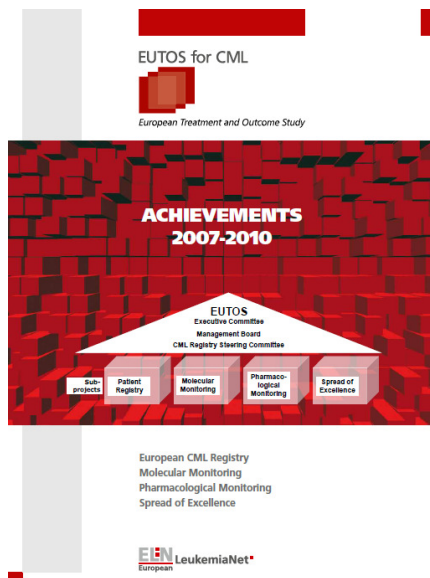 EUTOS for CML
European Treatment and Outcome Study
ACHIEVEMENTS
2007-2010
EUTOS
Executive Committee
Management Board
CML Registry Steering Committee
Sub-
projects
Patient
Registry
Molecular
Monitoring
Pharmaco-
logical
Monitoring
Spread of
Excellence
European CML Registry
Molecular Monitoring
Pharmacological Monitoring
Spread of Excellence
ELN LeukemiaNet
European